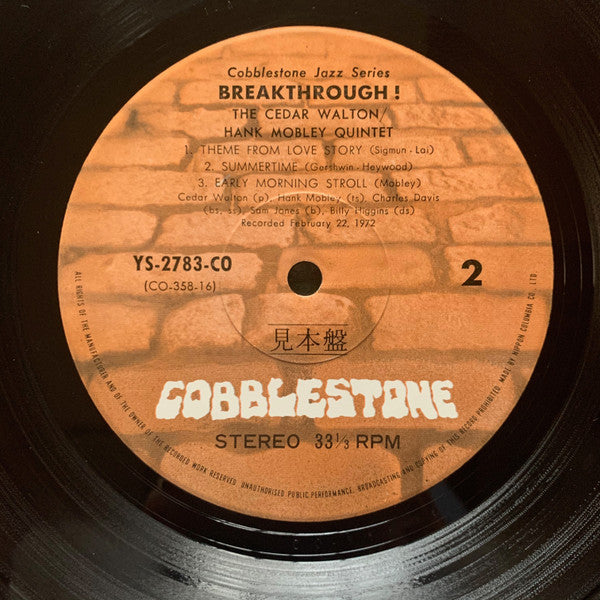 Cobblestone Jazz Series
BREAKTHROUGH !
THE CEDAR WALTON/
HANK MOBLEY QUINTET
1. THEME FROM LOVE STORY (Sigmun - Lai)
2. SUMMERTIME (Gershwin - Heywood)
3. EARLY MORNING STROLL (Mobley)
Cedar Walton (p), Hank Mobley (ts), Charles Davis
(bs, ss), Sam Jones (b), Billy Higgins (ds)
Recorded February 22, 1972
YS-2783-CO
(CO-358-16)
2
見本盤
COBBLESTONE
STEREO 33⅓ RPM
ALL RIGHTS OF THE MANUFACTURER AND OF THE OWNER OF THE RECORDED WORK RESERVED. UNAUTHORISED PUBLIC PERFORMANCE, BROADCASTING AND COPYING OF THIS RECORD PROHIBITED. MADE BY NIPPON COLUMBIA CO., LTD.